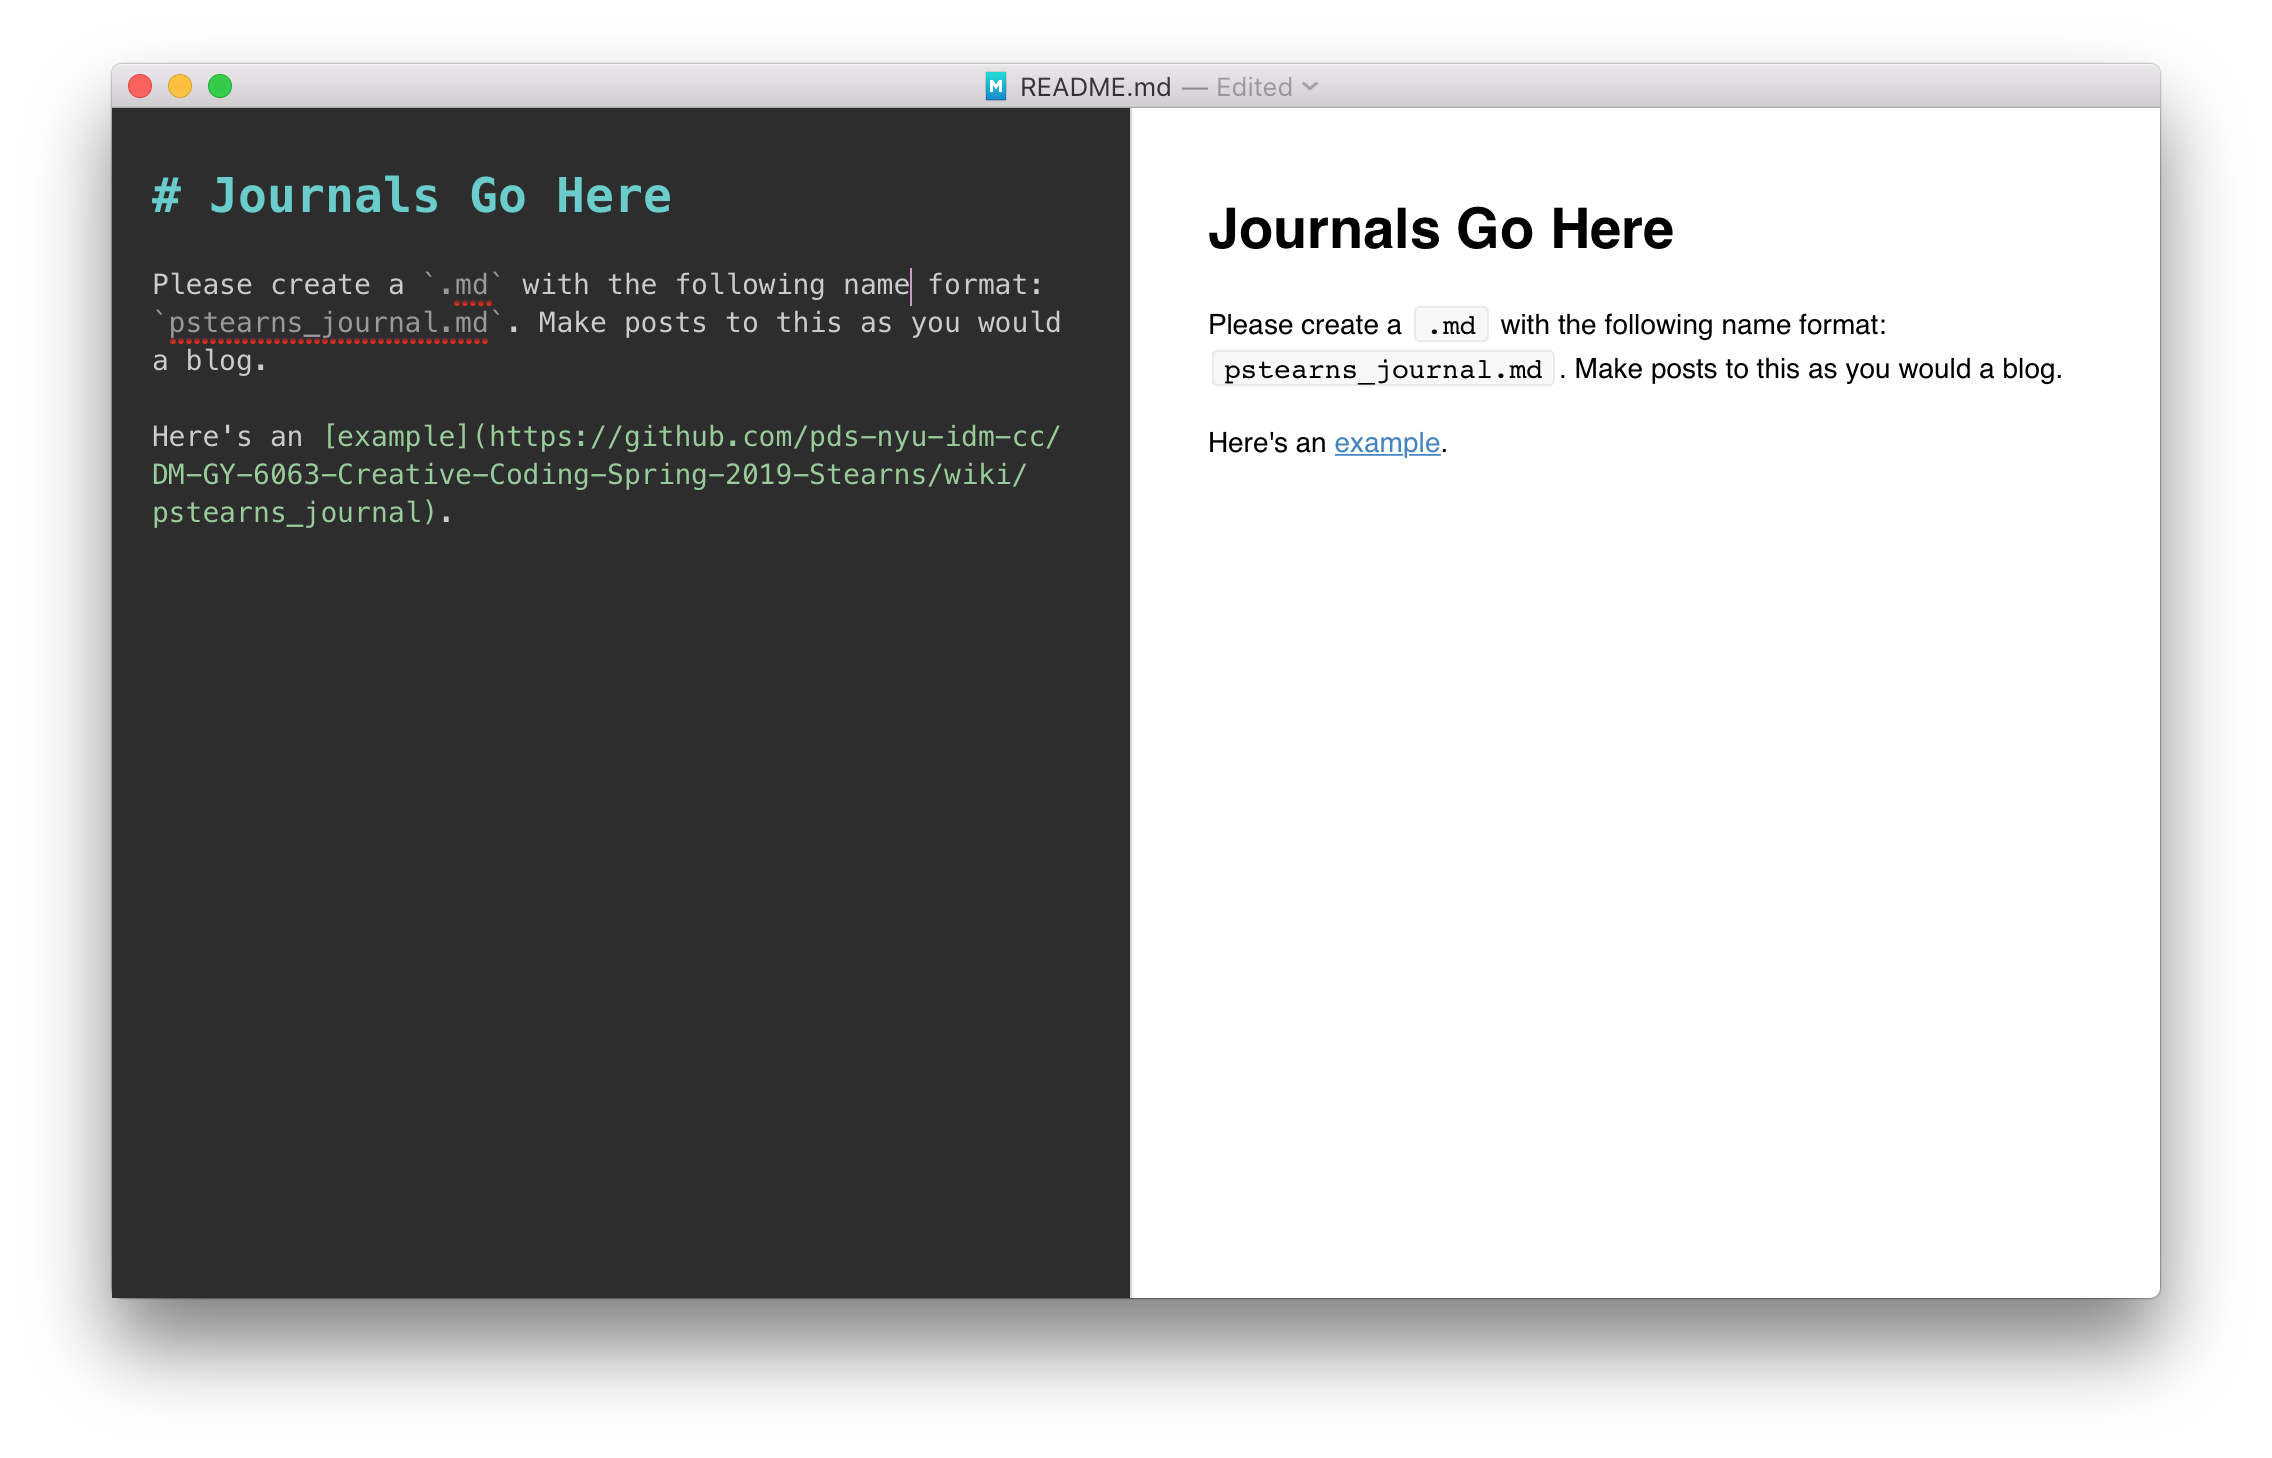 M README.md — Edited
# Journals Go Here
Please create a `.md` with the following name format:
`pstearns_journal.md`. Make posts to this as you would
a blog.
Here's an [example](https://github.com/pds-nyu-idm-cc/
DM-GY-6063-Creative-Coding-Spring-2019-Stearns/wiki/
pstearns_journal).
Journals Go Here
Please create a .md with the following name format:
pstearns_journal.md. Make posts to this as you would a blog.
Here's an example.